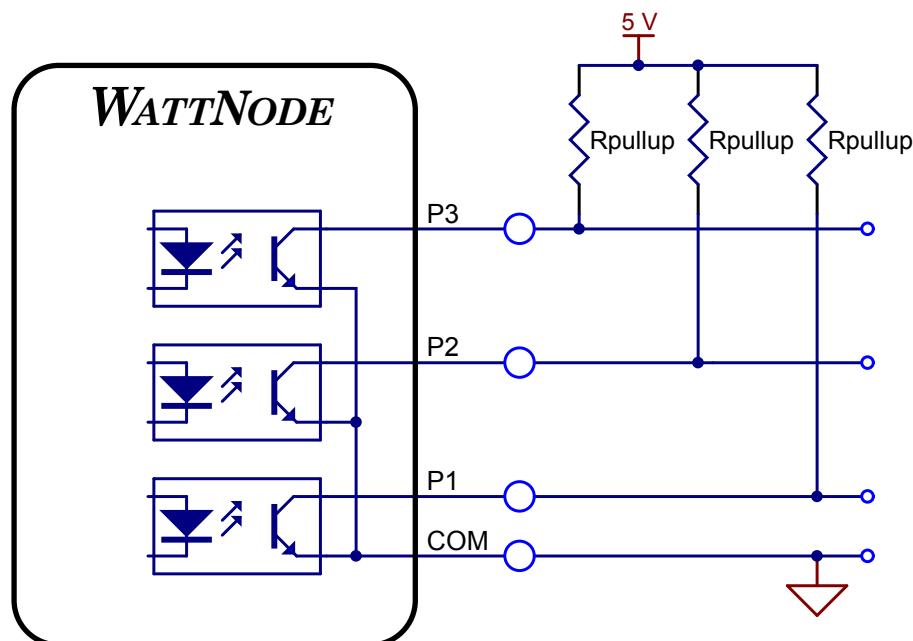 5 V
WATTNODE
Rpullup Rpullup Rpullup
P3
P2
P1
COM